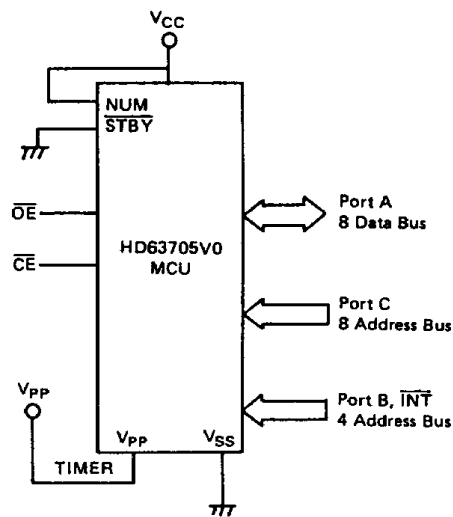 VCC
NUM
STBY
OE
CE
HD63705V0
MCU
Port A
8 Data Bus
Port C
8 Address Bus
Port B, INT
4 Address Bus
VPP
VPP
VSS
TIMER